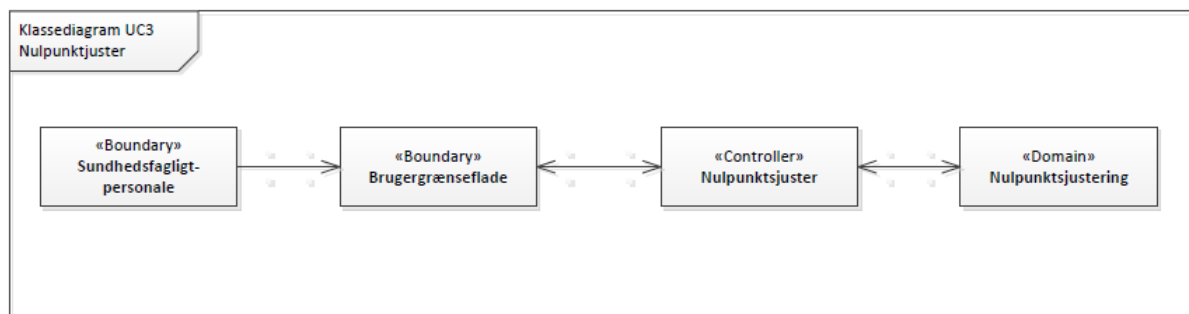 Klassediagram UC3
Nulpunktjuster
«Boundary»
Sundhedsfagligt-
personale
«Boundary»
Brugergrænseflade
«Controller»
Nulpunktsjuster
«Domain»
Nulpunktsjustering